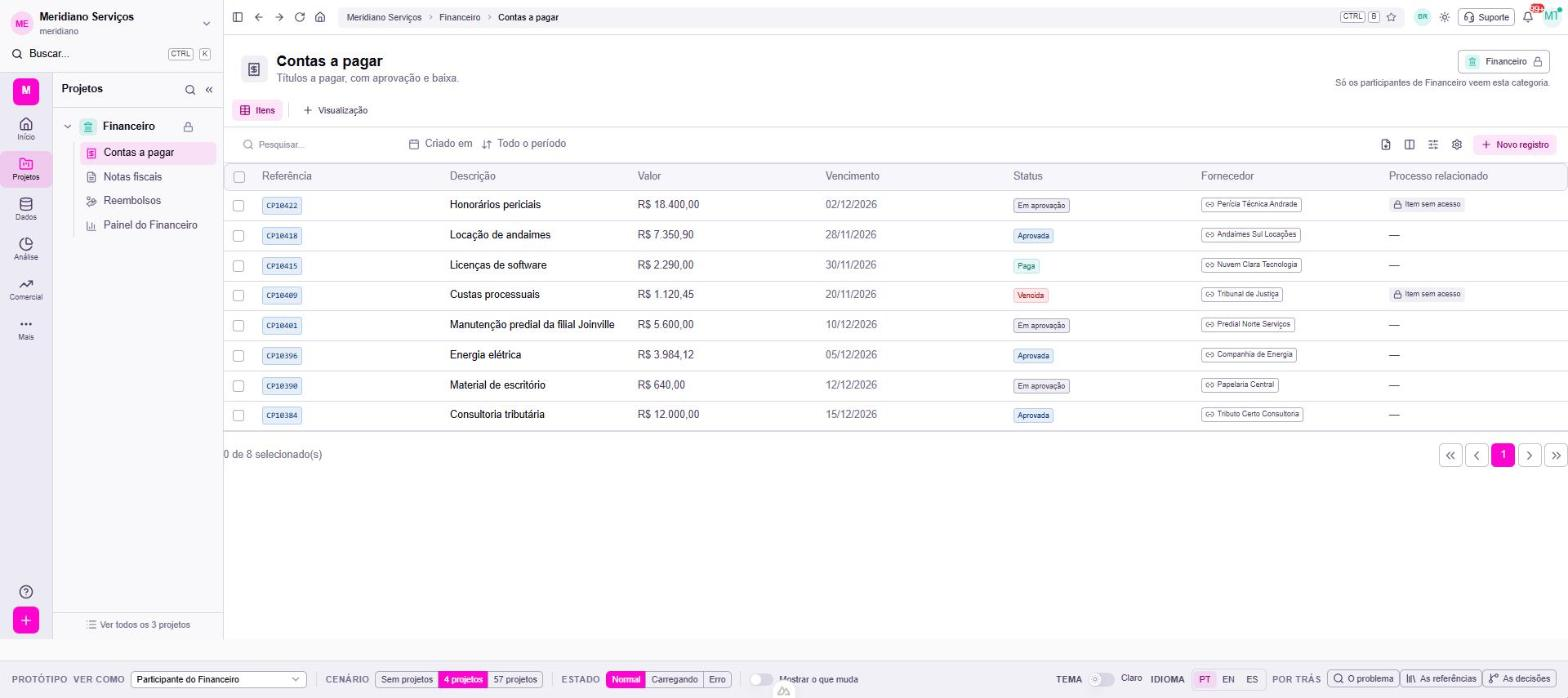 ME Meridiano Serviços
meridiano
Buscar... CTRL K
Meridiano Serviços > Financeiro > Contas a pagar CTRL B BR Suporte 99+ MT
M
Início
Projetos
Dados
Análise
Comercial
Mais
Projetos
Financeiro
Contas a pagar
Notas fiscais
Reembolsos
Painel do Financeiro
Ver todos os 3 projetos
Contas a pagar
Títulos a pagar, com aprovação e baixa.
Financeiro
Só os participantes de Financeiro veem esta categoria.
Itens + Visualização
Pesquisar... Criado em Todo o período + Novo registro
Referência Descrição Valor Vencimento Status Fornecedor Processo relacionado
CP10422 Honorários periciais R$ 18.400,00 02/12/2026 Em aprovação Perícia Técnica Andrade Item sem acesso
CP10418 Locação de andaimes R$ 7.350,90 28/11/2026 Aprovada Andaimes Sul Locações —
CP10415 Licenças de software R$ 2.290,00 30/11/2026 Paga Nuvem Clara Tecnologia —
CP10409 Custas processuais R$ 1.120,45 20/11/2026 Vencida Tribunal de Justiça Item sem acesso
CP10401 Manutenção predial da filial Joinville R$ 5.600,00 10/12/2026 Em aprovação Predial Norte Serviços —
CP10396 Energia elétrica R$ 3.984,12 05/12/2026 Aprovada Companhia de Energia —
CP10390 Material de escritório R$ 640,00 12/12/2026 Em aprovação Papelaria Central —
CP10384 Consultoria tributária R$ 12.000,00 15/12/2026 Aprovada Tributo Certo Consultoria —
0 de 8 selecionado(s) 1
PROTÓTIPO VER COMO Participante do Financeiro CENÁRIO Sem projetos 4 projetos 57 projetos ESTADO Normal Carregando Erro Mostrar o que muda TEMA Claro IDIOMA PT EN ES POR TRÁS O problema As referências As decisões